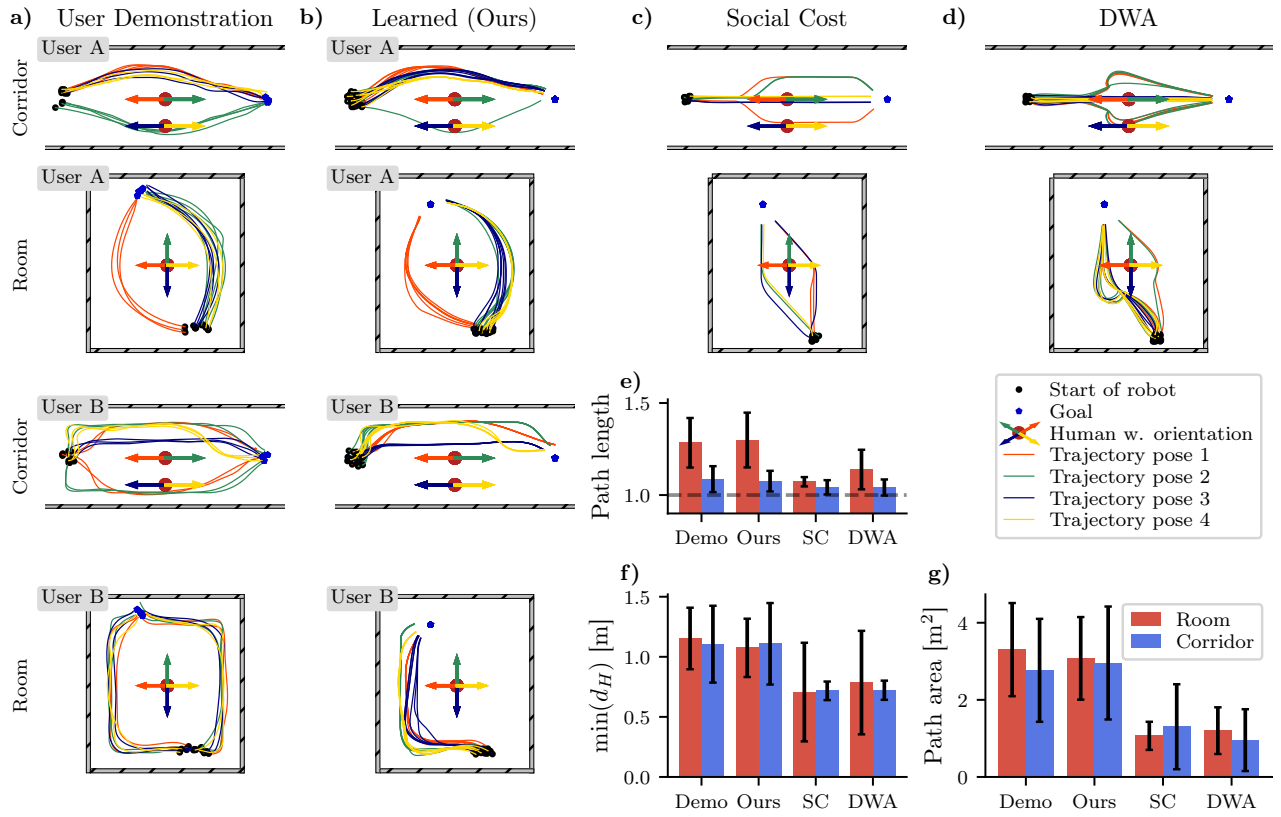 a) User Demonstration
b) Learned (Ours)
c) Social Cost
d) DWA
Corridor
User A
User A
Room
User A
User A
Corridor
User B
User B
Room
User B
User B
e)
Path length
1.5
1.0
Demo Ours SC DWA
Start of robot
Goal
Human w. orientation
Trajectory pose 1
Trajectory pose 2
Trajectory pose 3
Trajectory pose 4
f)
min(d_H) [m]
1.5
1.0
0.5
0.0
Demo Ours SC DWA
g)
Path area [m²]
4
2
0
Room
Corridor
Demo Ours SC DWA